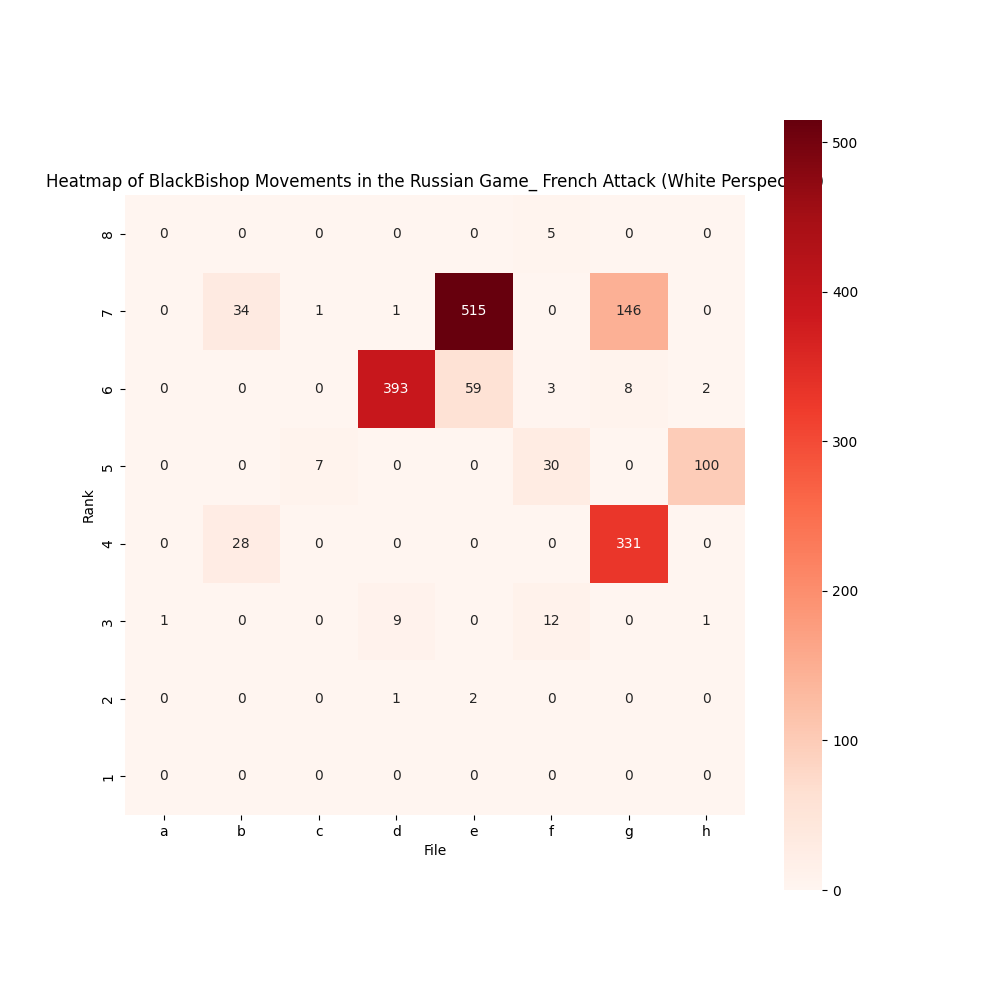 Heatmap of BlackBishop Movements in the Russian Game_ French Attack (White
8 0 0 0 0 0 5 0 0
7 0 34 1 1 515 0 146 0
6 0 0 0 393 59 3 8 2
5 0 0 7 0 0 30 0 100
4 0 28 0 0 0 0 331 0
3 1 0 0 9 0 12 0 1
2 0 0 0 1 2 0 0 0
1 0 0 0 0 0 0 0 0
a b c d e f g h
File
Rank
500
400
300
200
100
0